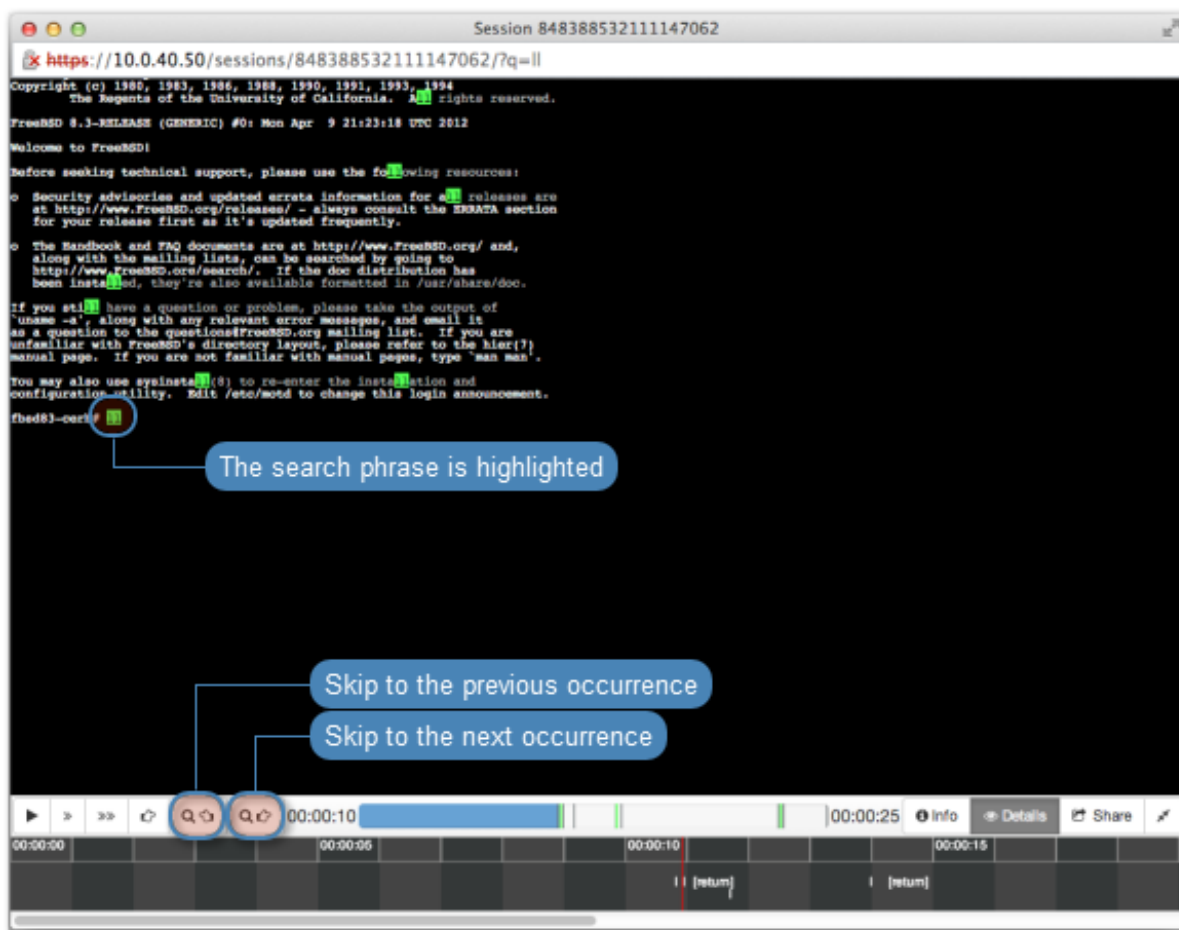 Session 848388532111147062
https://10.0.40.50/sessions/848388532111147062/?q=ll
Copyright (c) 1980, 1983, 1986, 1988, 1990, 1991, 1993, 1994
The Regents of the University of California. All rights reserved.
FreeBSD 8.3-RELEASE (GENERIC) #0: Mon Apr 9 21:23:18 UTC 2012
Welcome to FreeBSD!
Before seeking technical support, please use the following resources:
o Security advisories and updated errata information for all releases are
at http://www.FreeBSD.org/releases/ - always consult the ERRATA section
for your release first as it's updated frequently.
o The Handbook and FAQ documents are at http://www.FreeBSD.org/ and,
along with the mailing lists, can be searched by going to
http://www.FreeBSD.org/search/. If the doc distribution has
been installed, they're also available formatted in /usr/share/doc.
If you still have a question or problem, please take the output of
`uname -a', along with any relevant error messages, and email it
as a question to the questions@FreeBSD.org mailing list. If you are
unfamiliar with FreeBSD's directory layout, please refer to the hier(7)
manual page. If you are not familiar with manual pages, type `man man'.
You may also use sysinstall(8) to re-enter the installation and
configuration utility. Edit /etc/motd to change this login announcement.
# ll
The search phrase is highlighted
Skip to the previous occurrence
Skip to the next occurrence
00:00:10 00:00:25 Info Details Share
00:00:00 00:00:05 00:00:10 00:00:15
l l [return] l [return]
l